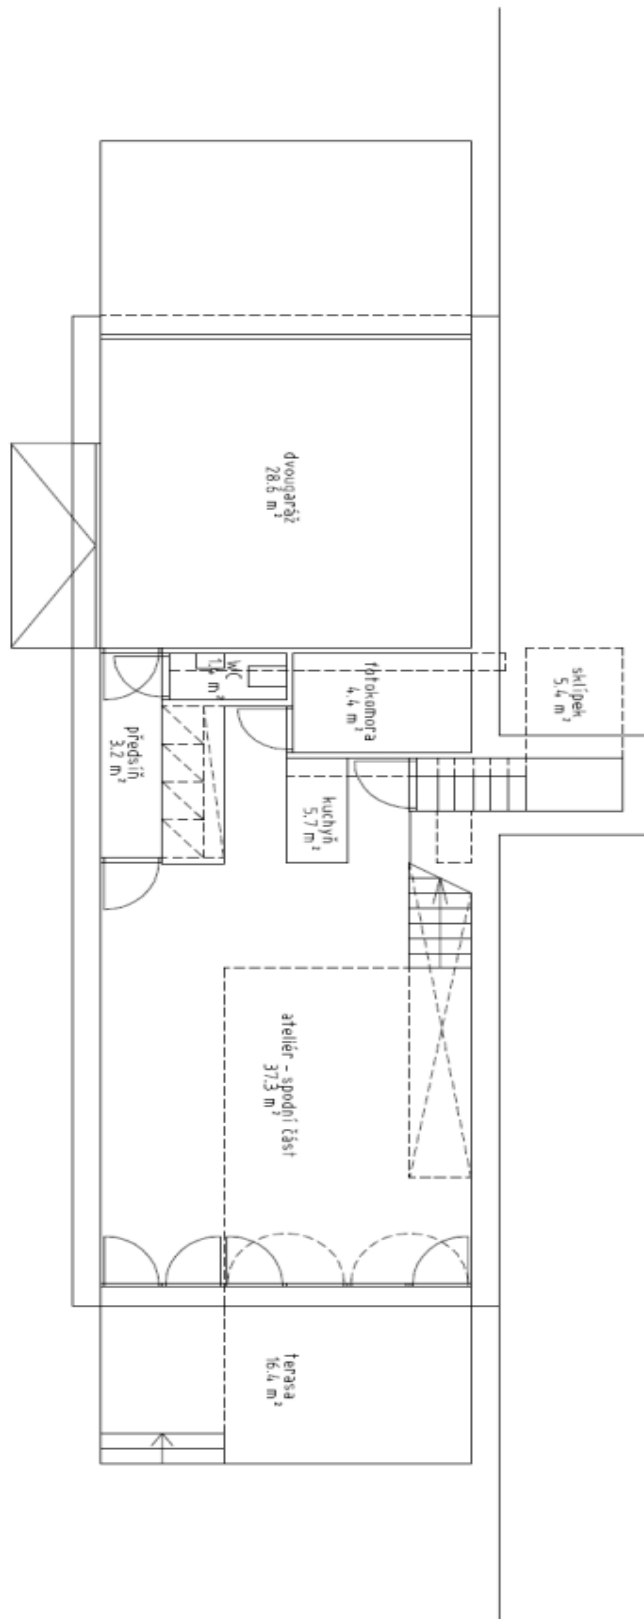 dvougaráž
28.6 m²
WC
m²
fotokomora
4.4 m²
sklípek
5.4 m²
předsíň
3.2 m²
kuchyň
5.7 m²
ateliér - spodní část
37.3 m²
terasa
16.4 m²